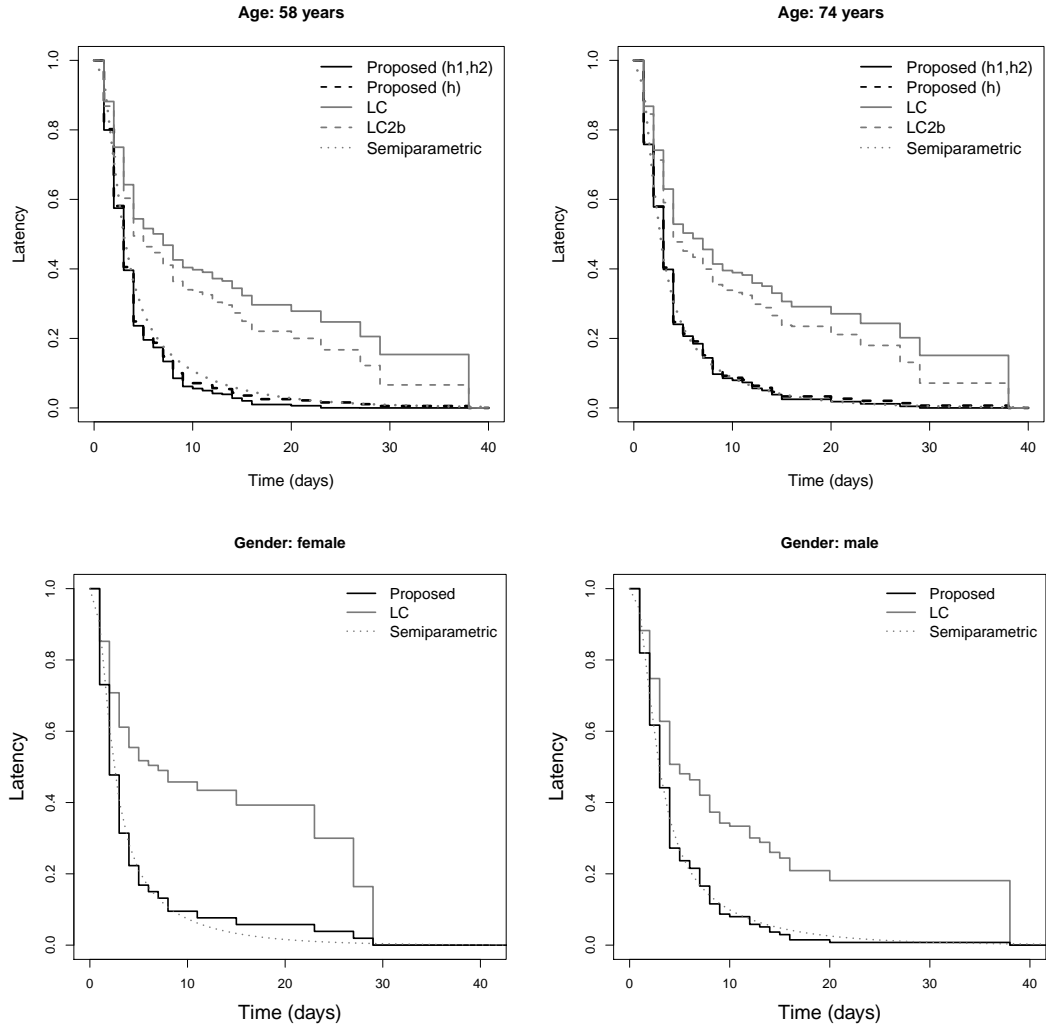 Age: 58 years
Latency
1.0
0.8
0.6
0.4
0.2
0.0
Proposed (h1,h2)
Proposed (h)
LC
LC2b
Semiparametric
0 10 20 30 40
Time (days)
Age: 74 years
Latency
1.0
0.8
0.6
0.4
0.2
0.0
Proposed (h1,h2)
Proposed (h)
LC
LC2b
Semiparametric
0 10 20 30 40
Time (days)
Gender: female
Latency
1.0
0.8
0.6
0.4
0.2
0.0
Proposed
LC
Semiparametric
0 10 20 30 40
Time (days)
Gender: male
Latency
1.0
0.8
0.6
0.4
0.2
0.0
Proposed
LC
Semiparametric
0 10 20 30 40
Time (days)